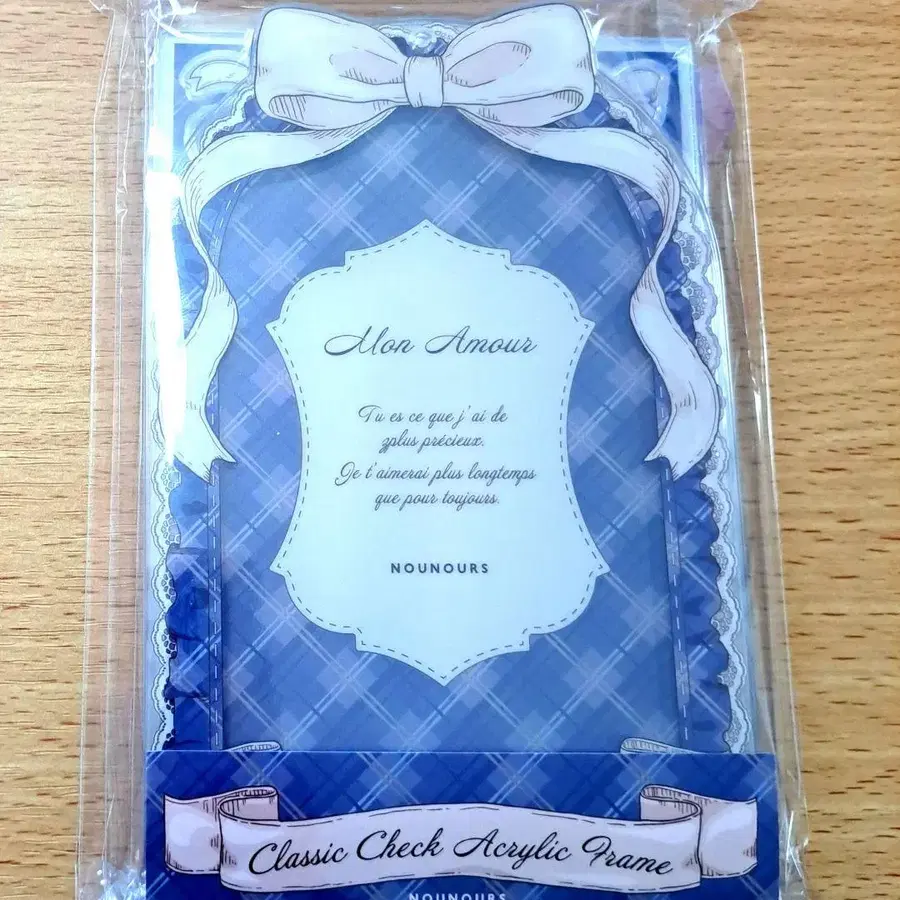 Mon Amour
Tu es ce que j'ai de
zplus précieux.
Je t'aimerai plus longtemps
que pour toujours.
NOUNOURS
Classic Check Acrylic Frame
NOUNOURS